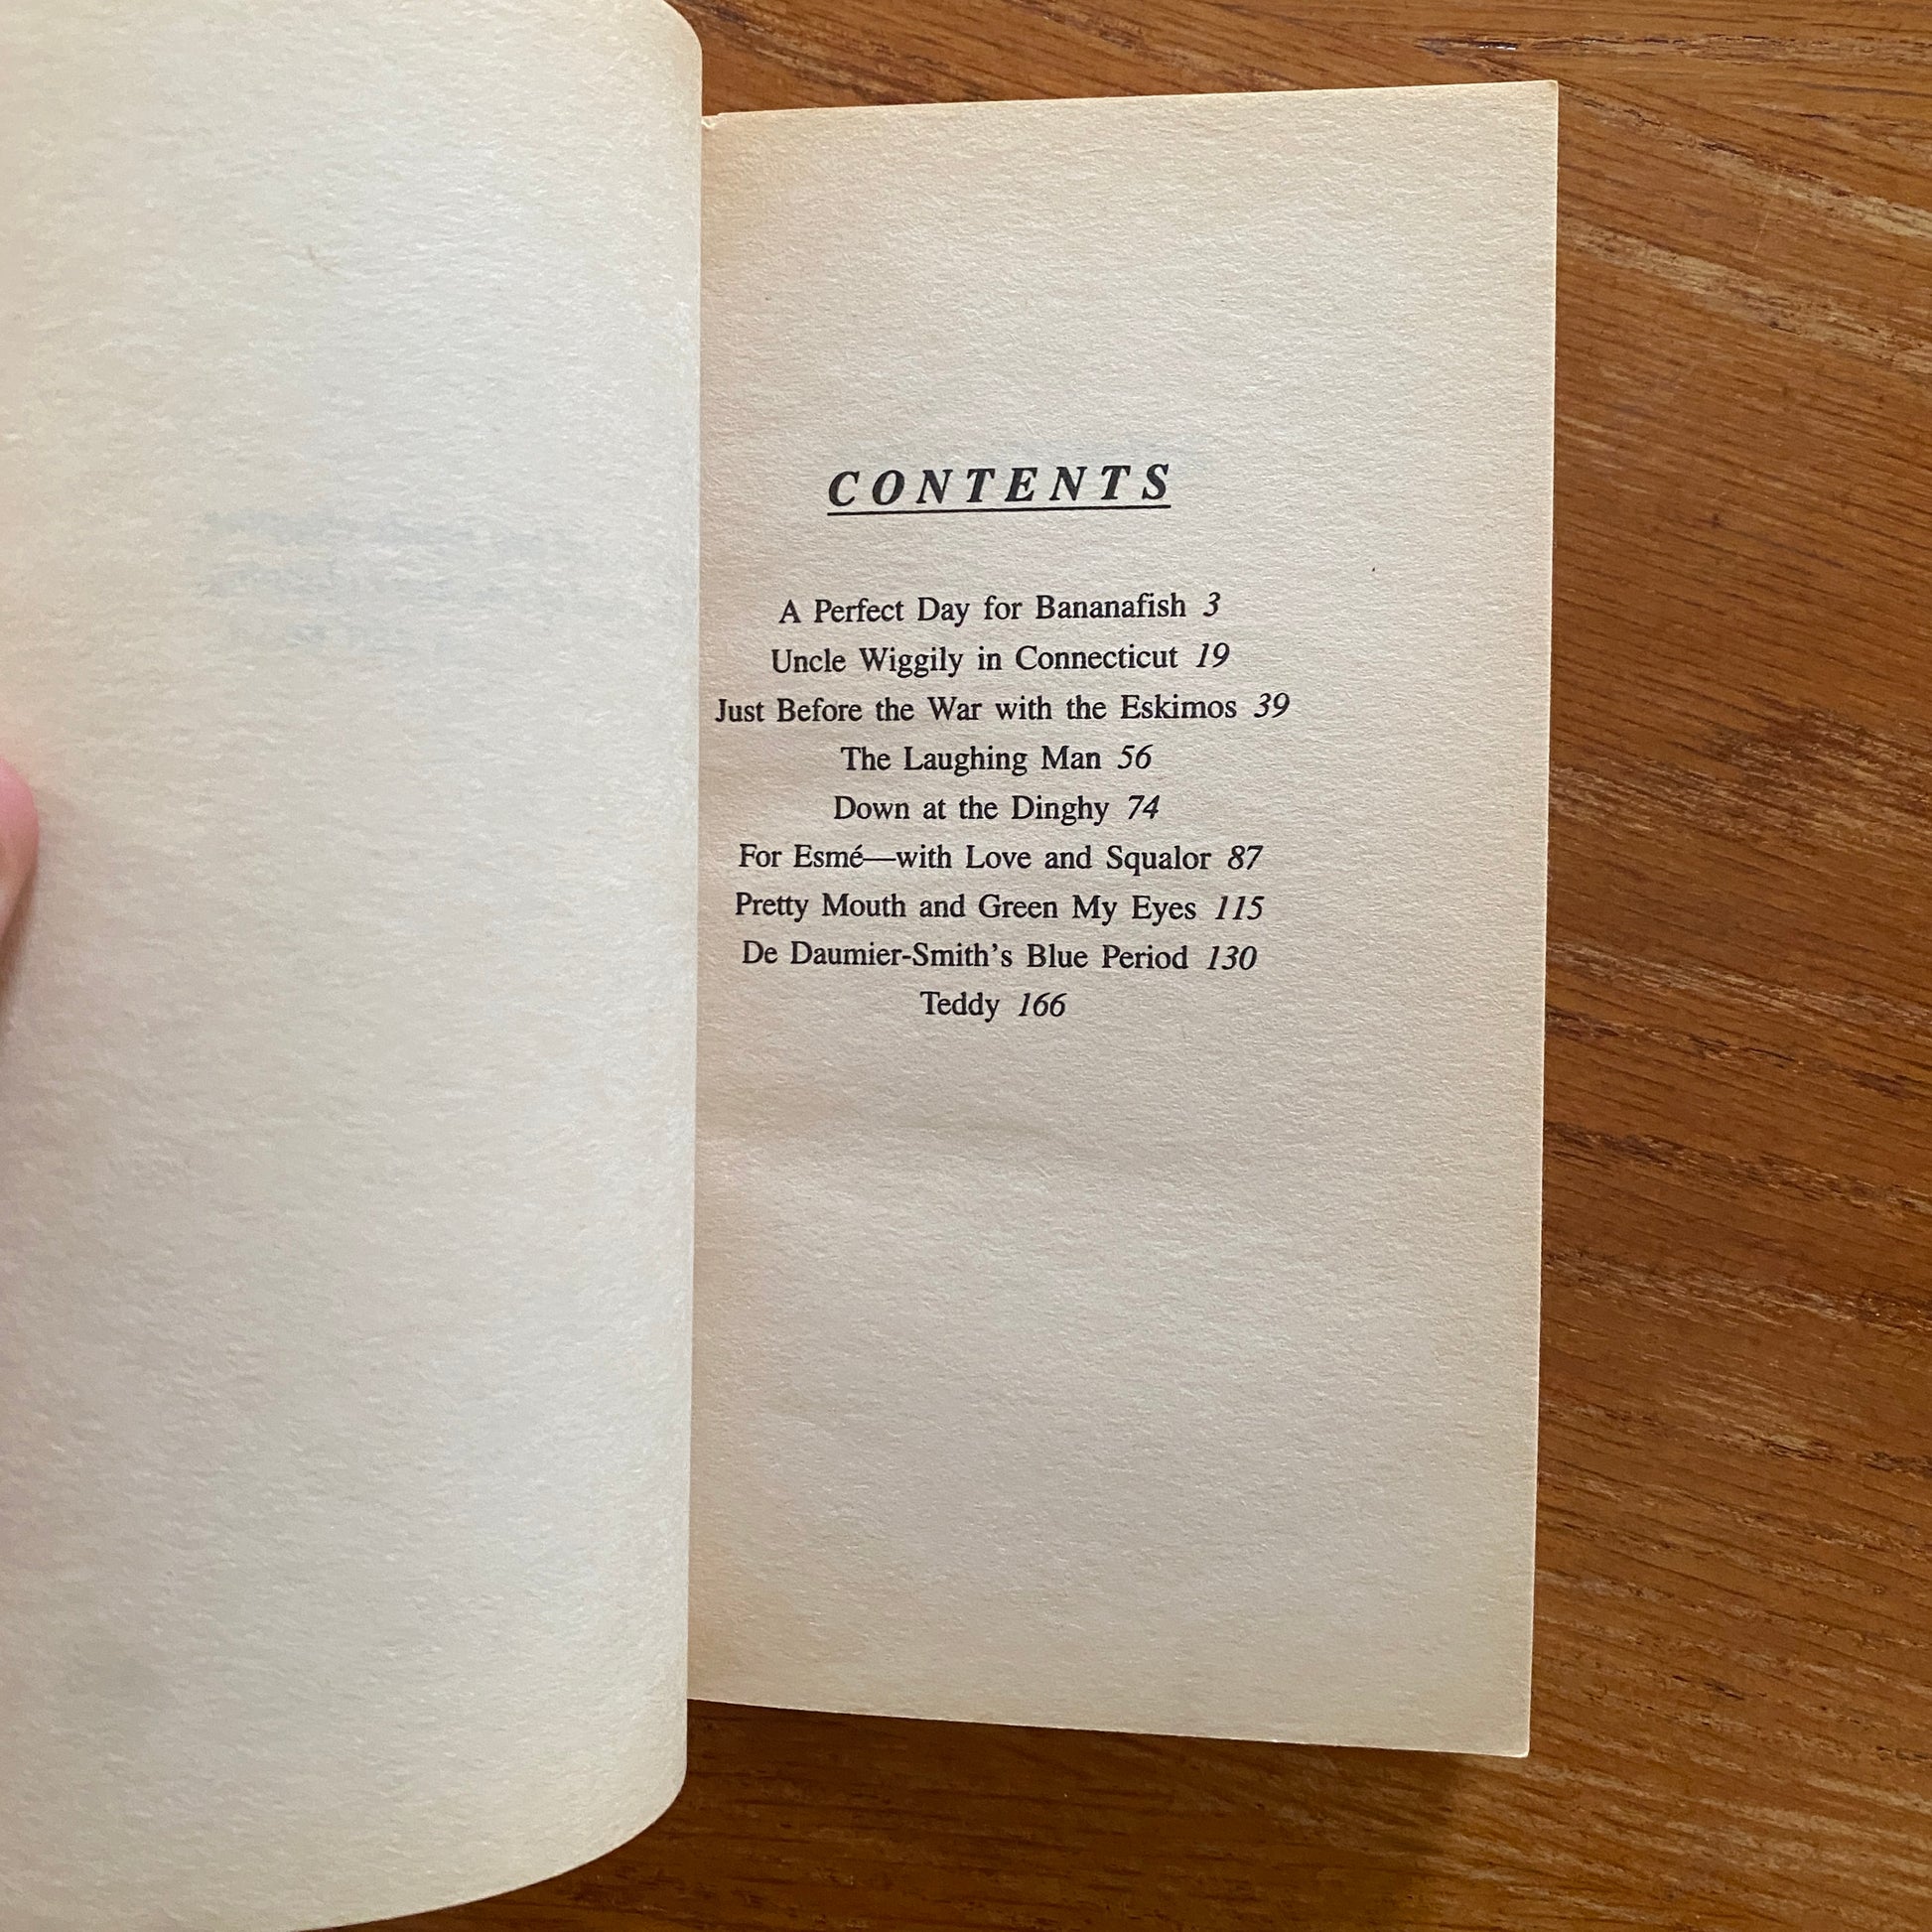 CONTENTS
A Perfect Day for Bananafish 3
Uncle Wiggily in Connecticut 19
Just Before the War with the Eskimos 39
The Laughing Man 56
Down at the Dinghy 74
For Esmé—with Love and Squalor 87
Pretty Mouth and Green My Eyes 115
De Daumier-Smith’s Blue Period 130
Teddy 166